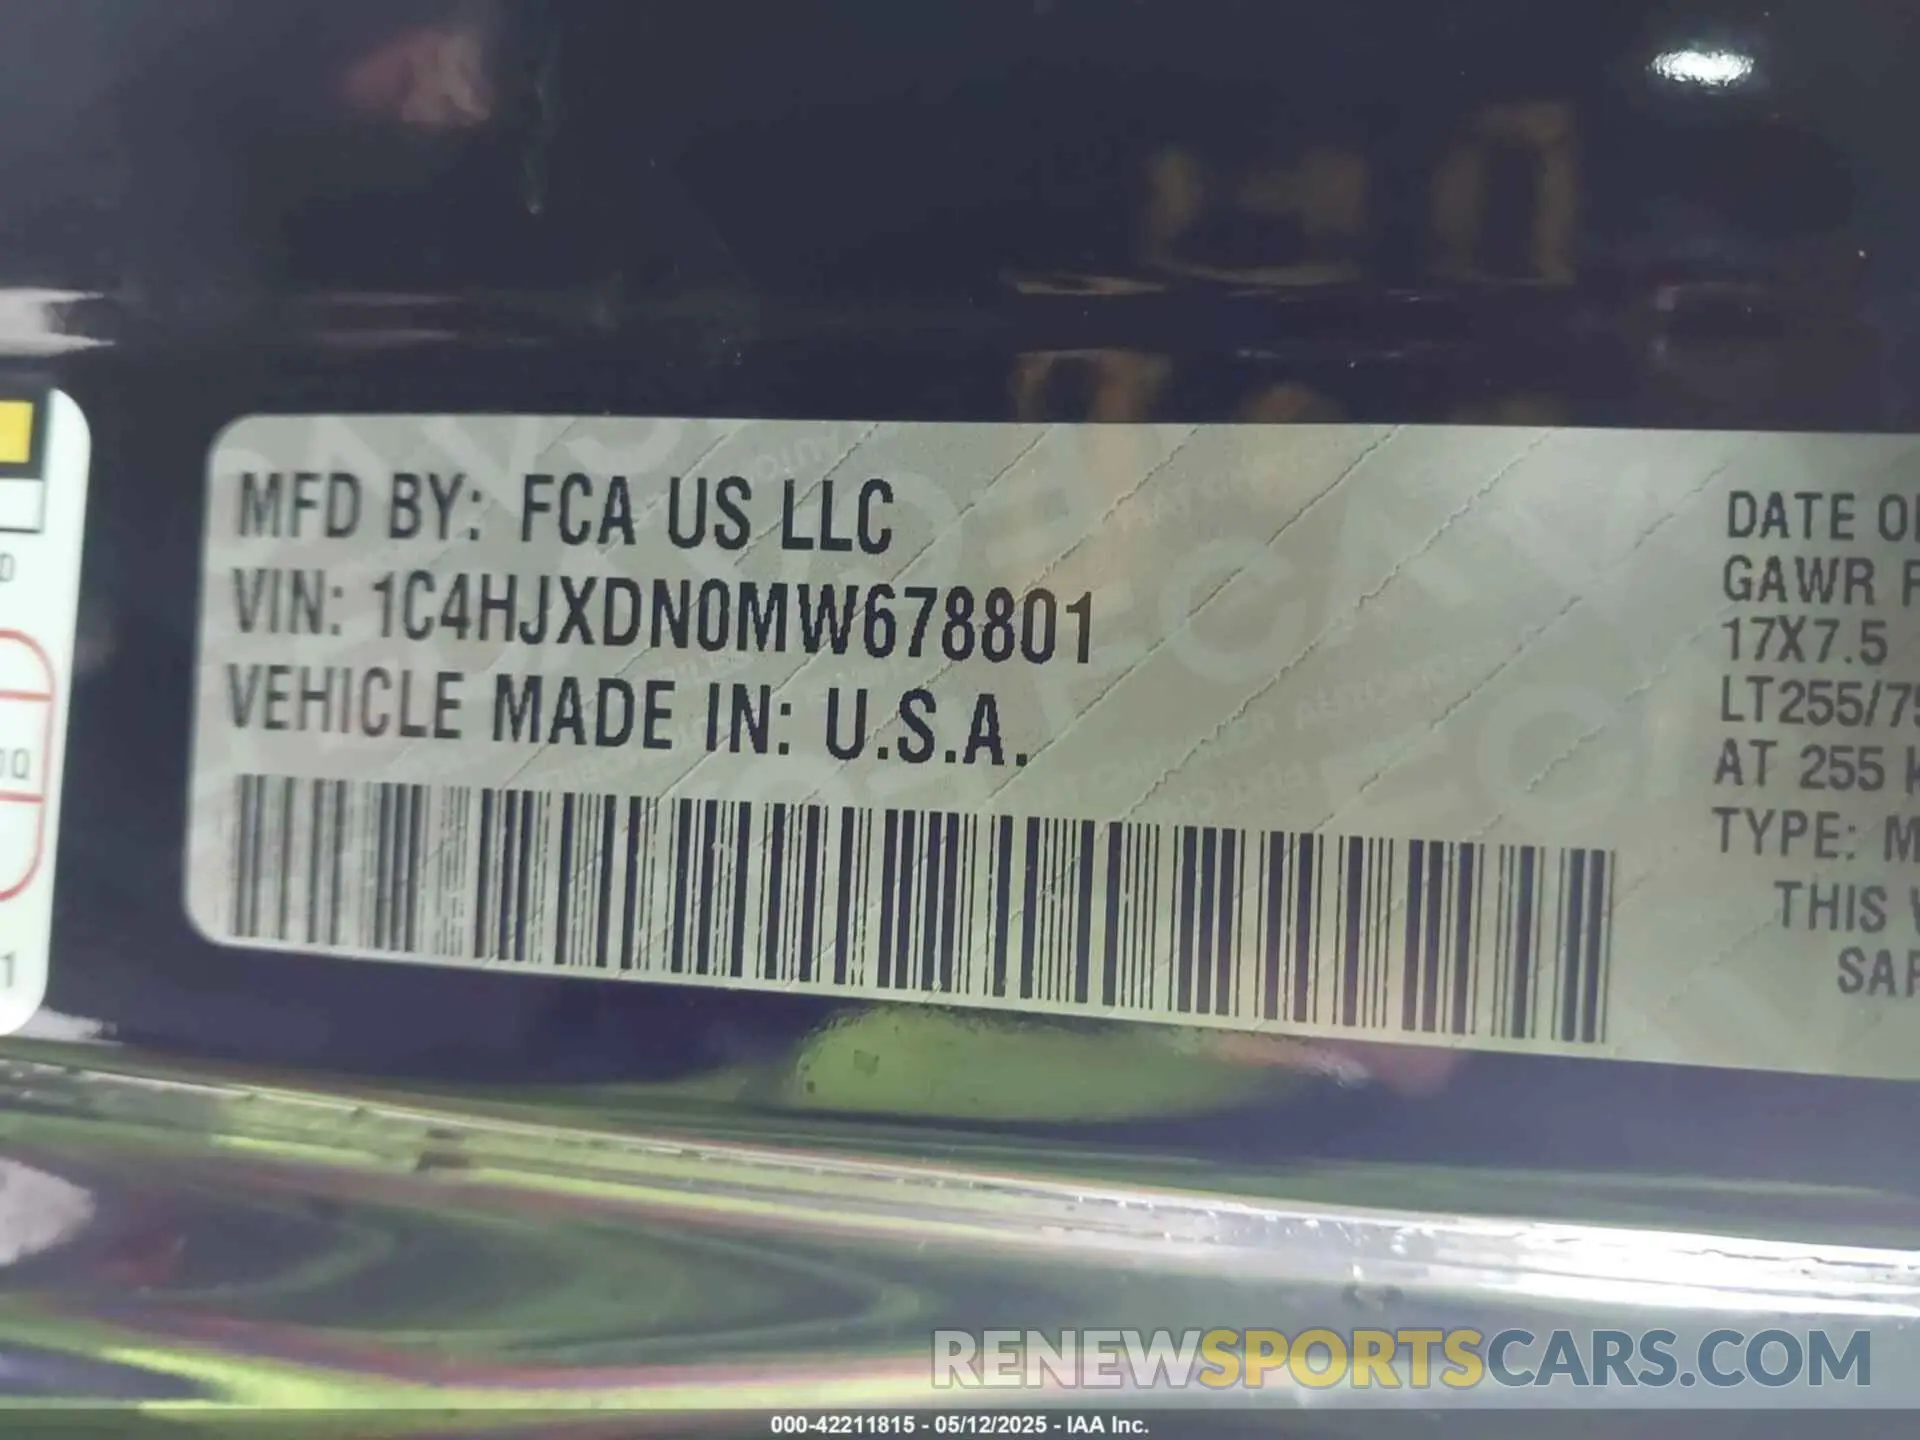 MFD BY: FCA US LLC
VIN: 1C4HJXDN0MW678801
VEHICLE MADE IN: U.S.A.
DATE
GAWR
17X7.5
LT255/75
AT 255
TYPE:
THIS
1
RENEWSPORTSCARS.COM
000-42211815 - 05/12/2025 - IAA Inc.